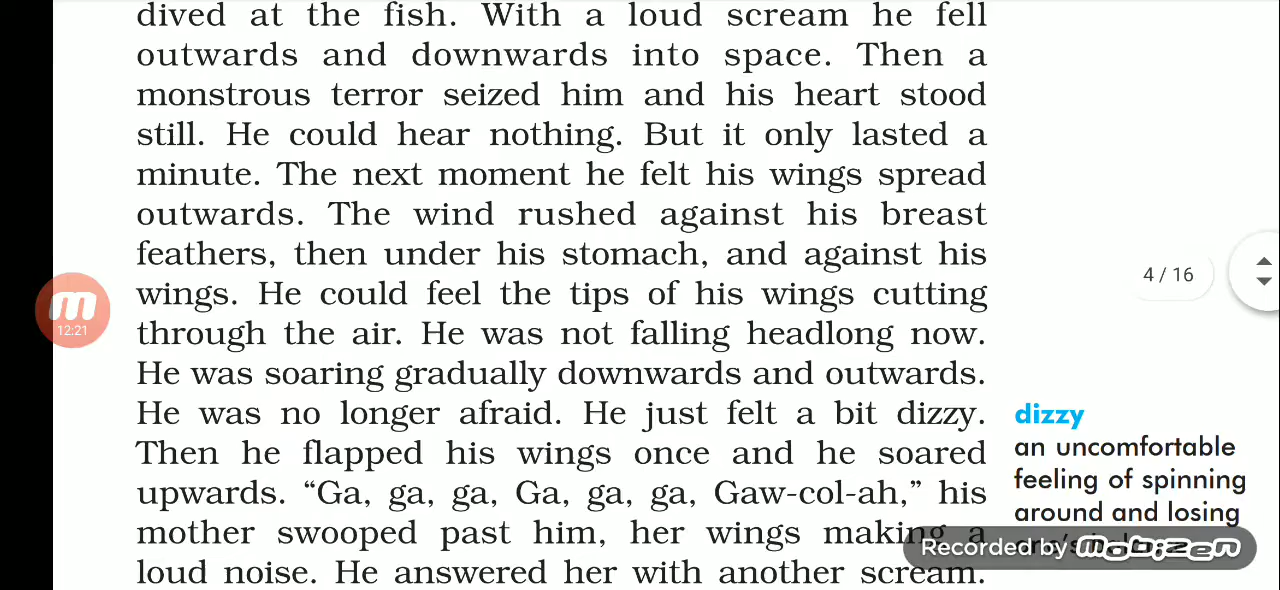 dived at the fish. With a loud scream he fell
outwards and downwards into space. Then a
monstrous terror seized him and his heart stood
still. He could hear nothing. But it only lasted a
minute. The next moment he felt his wings spread
outwards. The wind rushed against his breast
feathers, then under his stomach, and against his
wings. He could feel the tips of his wings cutting
through the air. He was not falling headlong now.
He was soaring gradually downwards and outwards.
He was no longer afraid. He just felt a bit dizzy.
Then he flapped his wings once and he soared
upwards. “Ga, ga, ga, Ga, ga, ga, Gaw-col-ah,” his
mother swooped past him, her wings making a
loud noise. He answered her with another scream.
4 / 16
12:21
dizzy
an uncomfortable
feeling of spinning
around and losing
Recorded by mobizen